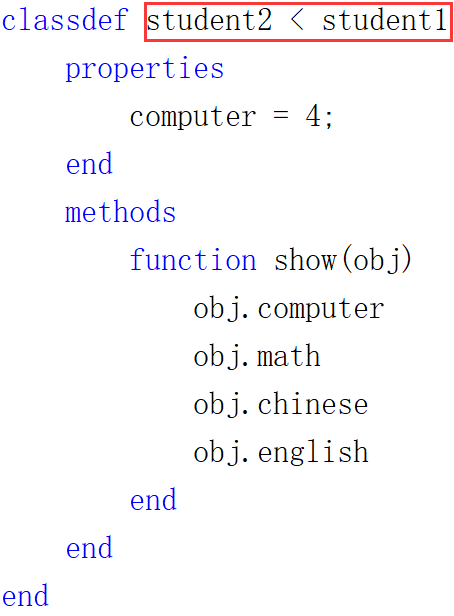 classdef student2 < student1
    properties
        computer = 4;
    end
    methods
        function show(obj)
            obj.computer
            obj.math
            obj.chinese
            obj.english
        end
    end
end